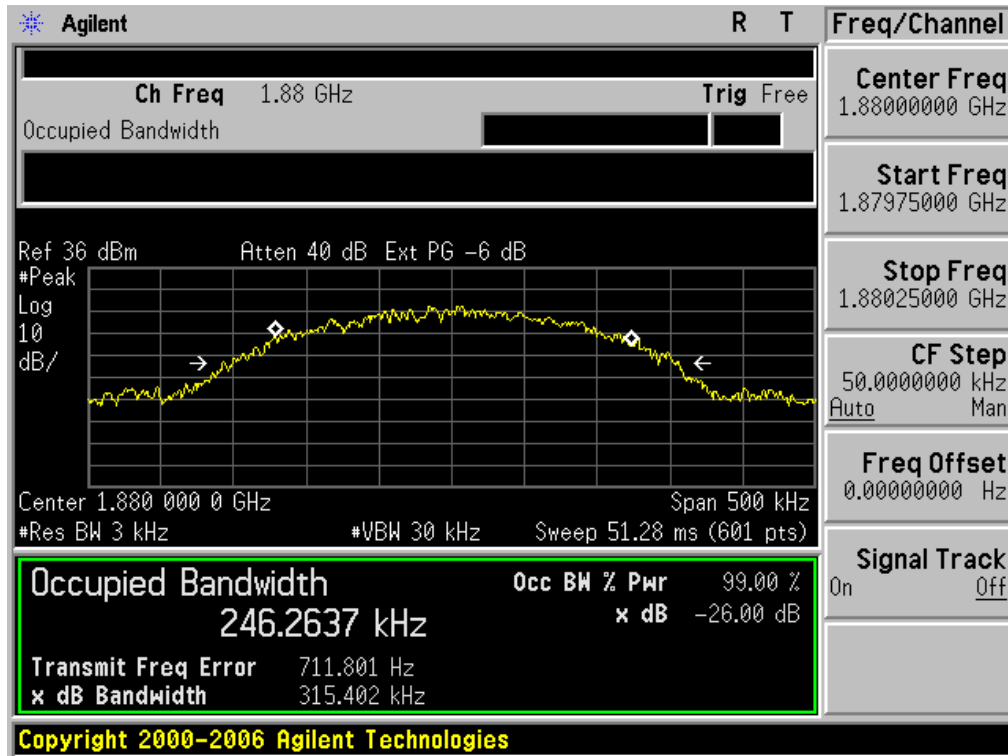 Agilent R T Freq/Channel
Ch Freq 1.88 GHz Trig Free
Occupied Bandwidth
Center Freq
1.88000000 GHz
Start Freq
1.87975000 GHz
Stop Freq
1.88025000 GHz
CF Step
50.0000000 kHz
Auto Man
Freq Offset
0.00000000 Hz
Signal Track
On Off
Ref 36 dBm Atten 40 dB Ext PG -6 dB
#Peak
Log
10
dB/
Center 1.880 000 0 GHz Span 500 kHz
#Res BW 3 kHz #VBW 30 kHz Sweep 51.28 ms (601 pts)
Occupied Bandwidth Occ BW % Pwr 99.00 %
246.2637 kHz x dB -26.00 dB
Transmit Freq Error 711.801 Hz
x dB Bandwidth 315.402 kHz
Copyright 2000-2006 Agilent Technologies